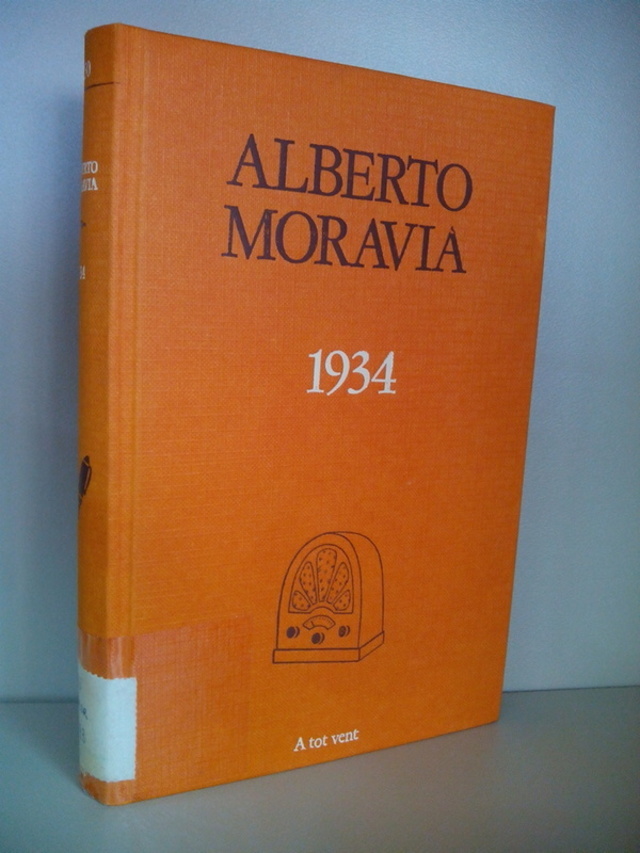 ALBERTO
MORAVIA
1934
A tot vent